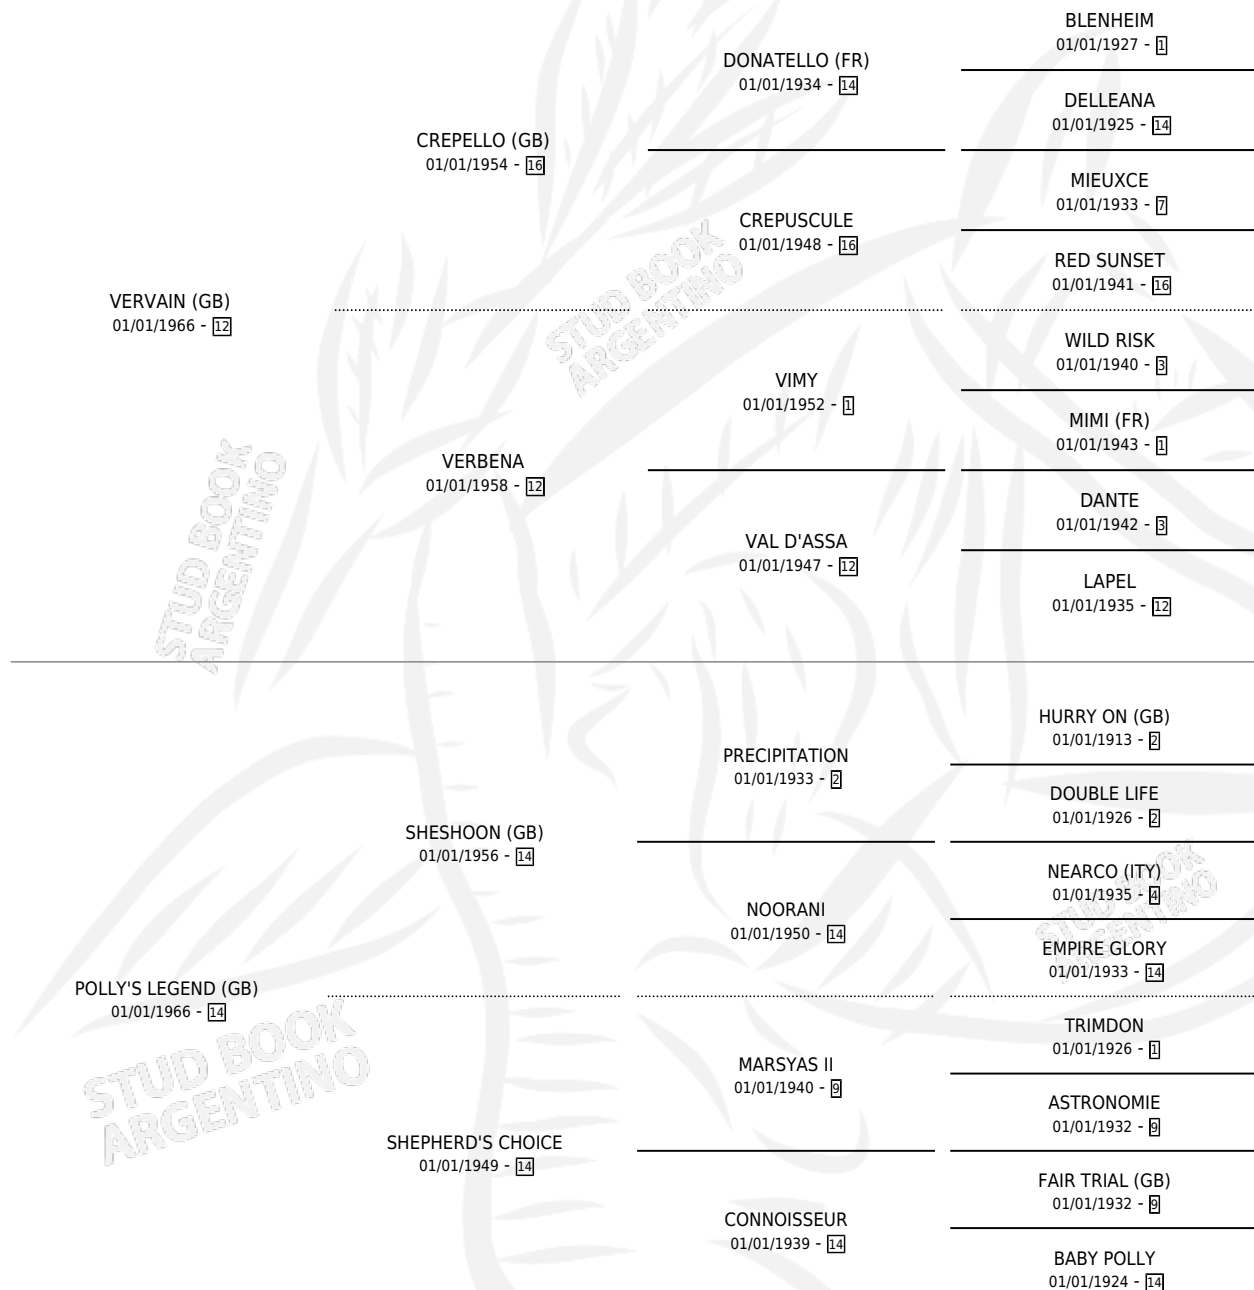 BLENHEIM
01/01/1927 - 1
DONATELLO (FR)
01/01/1934 - 14
DELLEANA
01/01/1925 - 14
CREPELLO (GB)
01/01/1954 - 16
MIEUXCE
01/01/1933 - 7
CREPUSCULE
01/01/1948 - 16
RED SUNSET
01/01/1941 - 16
VERVAIN (GB)
01/01/1966 - 12
STUD BOOK
ARGENTINO
WILD RISK
01/01/1940 - 3
VIMY
01/01/1952 - 1
MIMI (FR)
01/01/1943 - 1
VERBENA
01/01/1958 - 12
DANTE
01/01/1942 - 3
VAL D'ASSA
01/01/1947 - 12
LAPEL
01/01/1935 - 12
STUD BOOK
ARGENTINO
HURRY ON (GB)
01/01/1913 - 2
PRECIPITATION
01/01/1933 - 2
DOUBLE LIFE
01/01/1926 - 2
SHESHOON (GB)
01/01/1956 - 14
NEARCO (ITY)
01/01/1935 - 4
NOORANI
01/01/1950 - 14
EMPIRE GLORY
01/01/1933 - 14
STUD BOOK
ARGENTINO
POLLY'S LEGEND (GB)
01/01/1966 - 14
TRIMDON
01/01/1926 - 1
MARSYAS II
01/01/1940 - 9
ASTRONOMIE
01/01/1932 - 9
SHEPHERD'S CHOICE
01/01/1949 - 14
FAIR TRIAL (GB)
01/01/1932 - 9
CONNOISSEUR
01/01/1939 - 14
BABY POLLY
01/01/1924 - 14
STUD BOOK
ARGENTINO